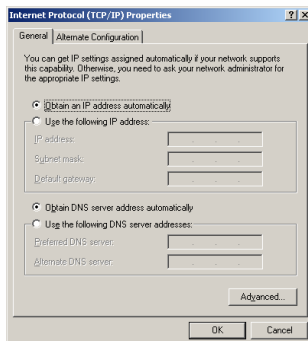 Internet Protocol (TCP/IP) Properties
General
Alternate Configuration
You can get IP settings assigned automatically if your network supports
this capability. Otherwise, you need to ask your network administrator for
the appropriate IP settings.
Obtain an IP address automatically
Use the following IP address:
IP address:
Subnet mask:
Default gateway:
Obtain DNS server address automatically
Use the following DNS server addresses:
Preferred DNS server:
Alternate DNS server:
Advanced...
OK
Cancel